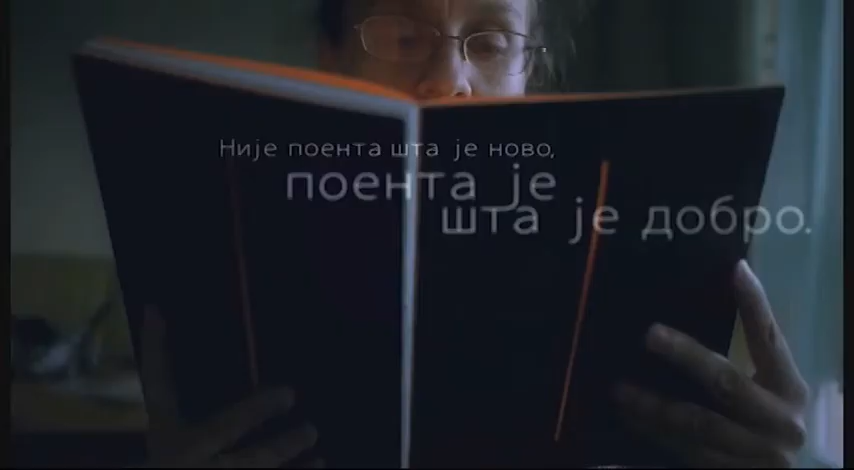 Није поента шта је ново,
поента је
шта је добро.